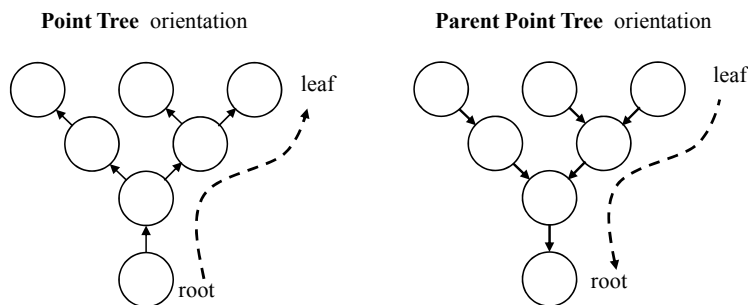 Point Tree orientation
Parent Point Tree orientation
leaf
root
leaf
root